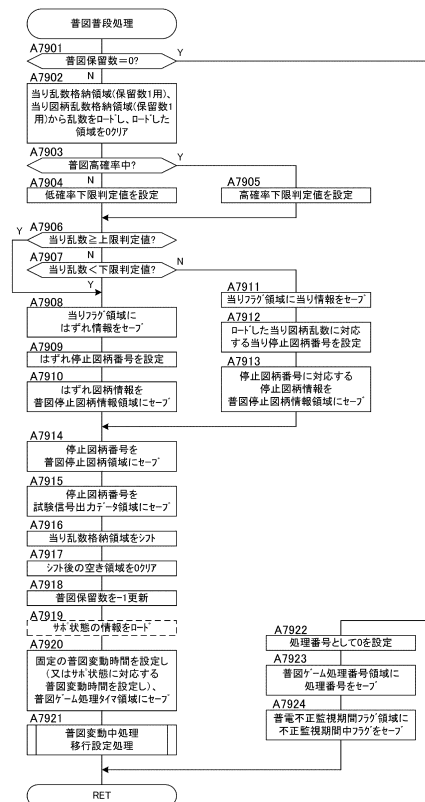 普図普段処理
A7901
普図保留数=0?
Y
N
A7902
当り乱数格納領域(保留数1用)、
当り図柄乱数格納領域(保留数1
用)から乱数をﾛｰﾄﾞし、ﾛｰﾄﾞした
領域を0ｸﾘｱ
A7903
普図高確率中?
Y
N
A7904
低確率下限判定値を設定
A7905
高確率下限判定値を設定
A7906
当り乱数≧上限判定値?
Y
N
A7907
当り乱数<下限判定値?
N
Y
A7908
当りﾌﾗｸﾞ領域に
はずれ情報をｾｰﾌﾞ
A7909
はずれ停止図柄番号を設定
A7910
はずれ図柄情報を
普図停止図柄情報領域にｾｰﾌﾞ
A7911
当りﾌﾗｸﾞ領域に当り情報をｾｰﾌﾞ
A7912
ﾛｰﾄﾞした当り図柄乱数に対応
する当り停止図柄番号を設定
A7913
停止図柄番号に対応する
停止図柄情報を
普図停止図柄情報領域にｾｰﾌﾞ
A7914
停止図柄番号を
普図停止図柄領域にｾｰﾌﾞ
A7915
停止図柄番号を
試験信号出力ﾃﾞｰﾀ領域にｾｰﾌﾞ
A7916
当り乱数格納領域をｼﾌﾄ
A7917
ｼﾌﾄ後の空き領域を0ｸﾘｱ
A7918
普図保留数を-1更新
A7919
ｻﾎﾟ状態の情報をﾛｰﾄﾞ
A7920
固定の普図変動時間を設定し
(又はｻﾎﾟ状態に対応する
普図変動時間を設定し)、
普図ｹﾞｰﾑ処理ﾀｲﾏ領域にｾｰﾌﾞ
A7921
普図変動中処理
移行設定処理
A7922
処理番号として0を設定
A7923
普図ｹﾞｰﾑ処理番号領域に
処理番号をｾｰﾌﾞ
A7924
普電不正監視期間ﾌﾗｸﾞ領域に
不正監視期間中ﾌﾗｸﾞをｾｰﾌﾞ
RET